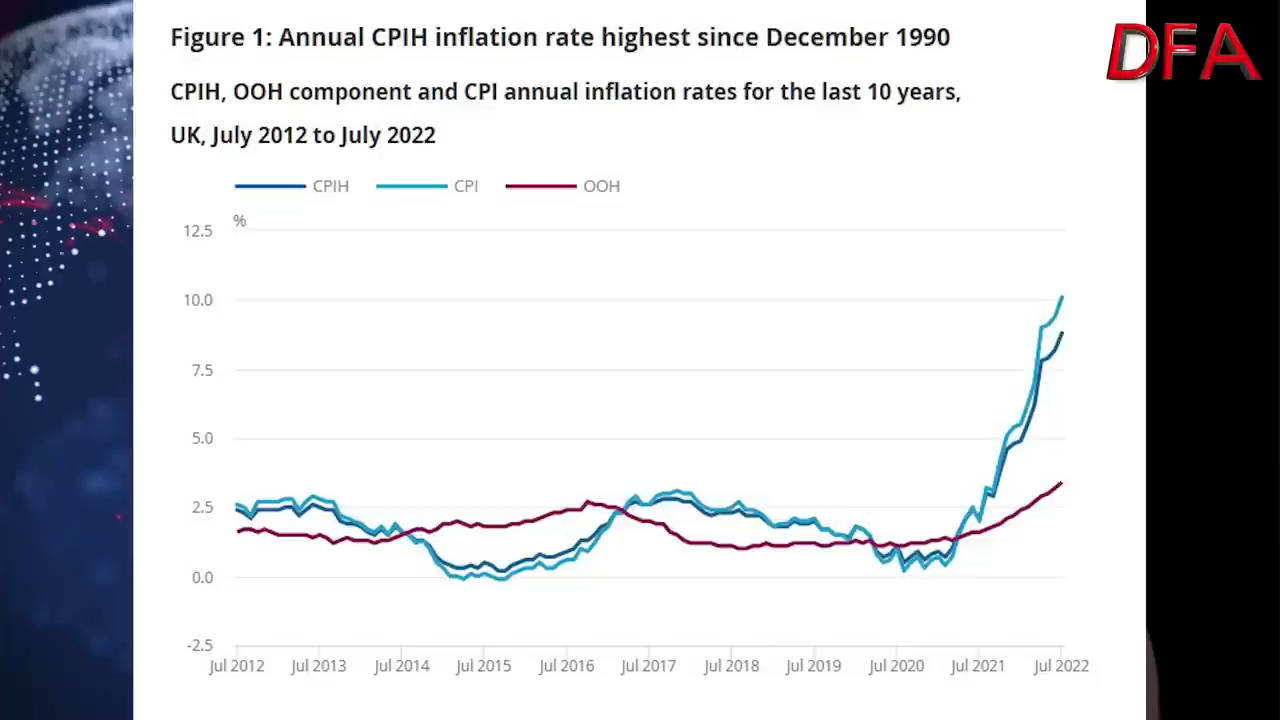 Figure 1: Annual CPIH inflation rate highest since December 1990
DFA
CPIH, OOH component and CPI annual inflation rates for the last 10 years,
UK, July 2012 to July 2022
CPIH CPI OOH
%
12.5
10.0
7.5
5.0
2.5
0.0
-2.5
Jul 2012 Jul 2013 Jul 2014 Jul 2015 Jul 2016 Jul 2017 Jul 2018 Jul 2019 Jul 2020 Jul 2021 Jul 2022